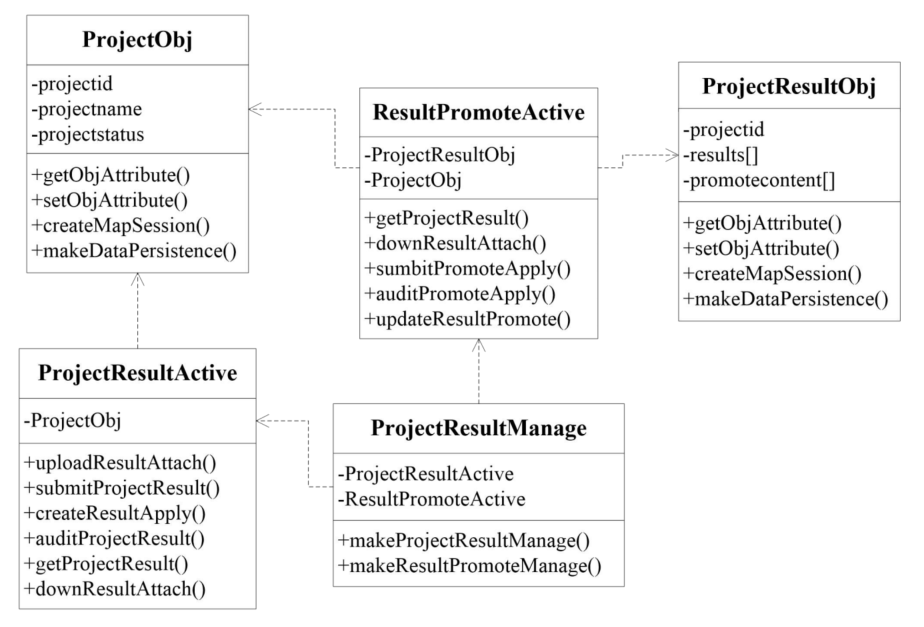 ProjectObj
-projectid
-projectname
-projectstatus
+getObjAttribute()
+setObjAttribute()
+createMapSession()
+makeDataPersistence()
ResultPromoteActive
-ProjectResultObj
-ProjectObj
+getProjectResult()
+downResultAttach()
+sumbitPromoteApply()
+auditPromoteApply()
+updateResultPromote()
ProjectResultObj
-projectid
-results[]
-promotecontent[]
+getObjAttribute()
+setObjAttribute()
+createMapSession()
+makeDataPersistence()
ProjectResultActive
-ProjectObj
+uploadResultAttach()
+submitProjectResult()
+createResultApply()
+auditProjectResult()
+getProjectResult()
+downResultAttach()
ProjectResultManage
-ProjectResultActive
-ResultPromoteActive
+makeProjectResultManage()
+makeResultPromoteManage()